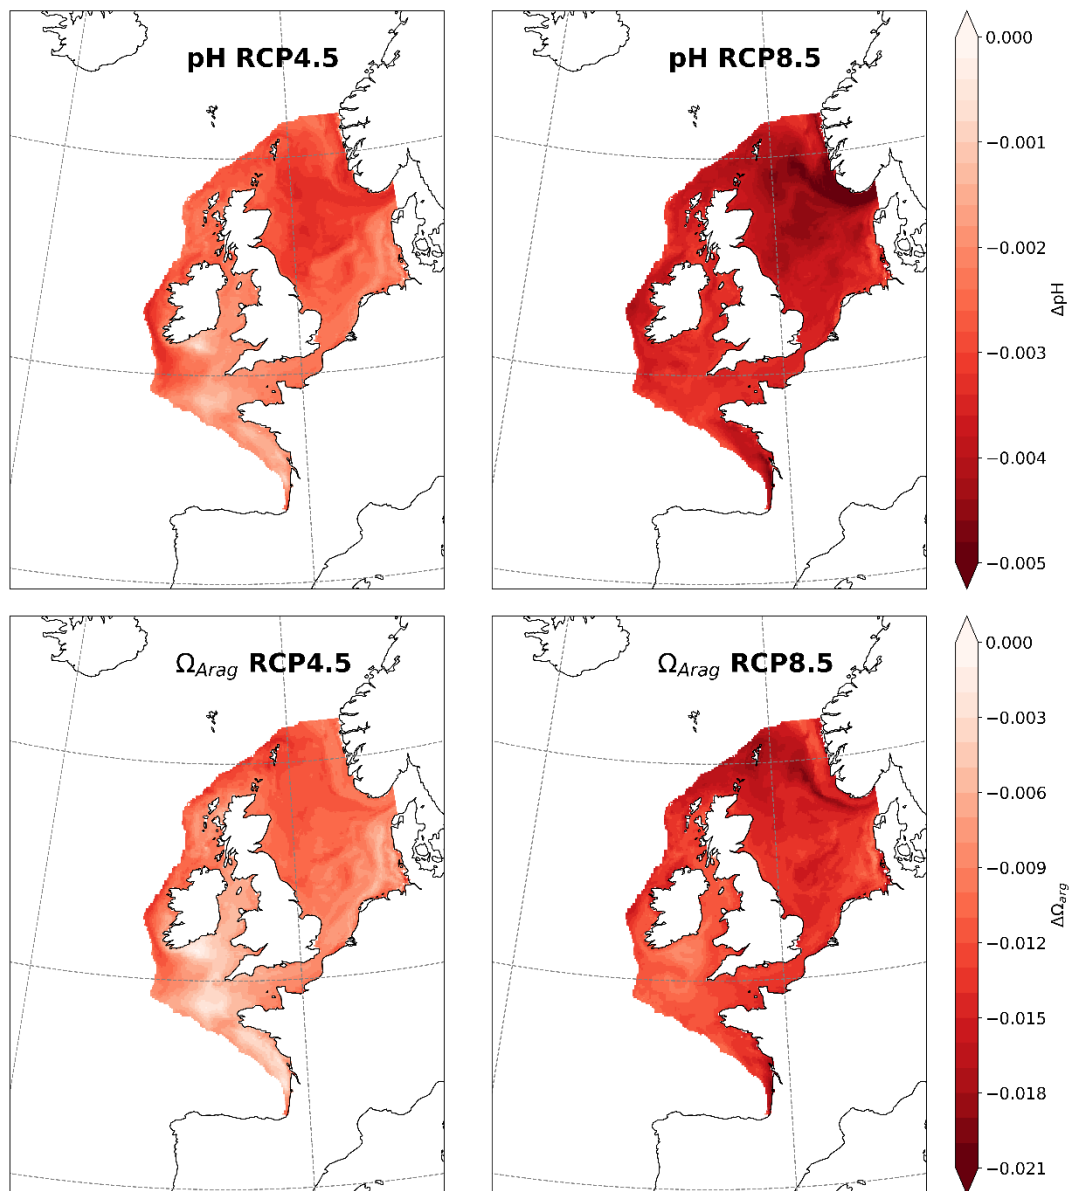 pH RCP4.5
pH RCP8.5
0.000
−0.001
−0.002
−0.003
−0.004
−0.005
ΔpH
Ω_Arag RCP4.5
Ω_Arag RCP8.5
0.000
−0.003
−0.006
−0.009
−0.012
−0.015
−0.018
−0.021
ΔΩ_arg